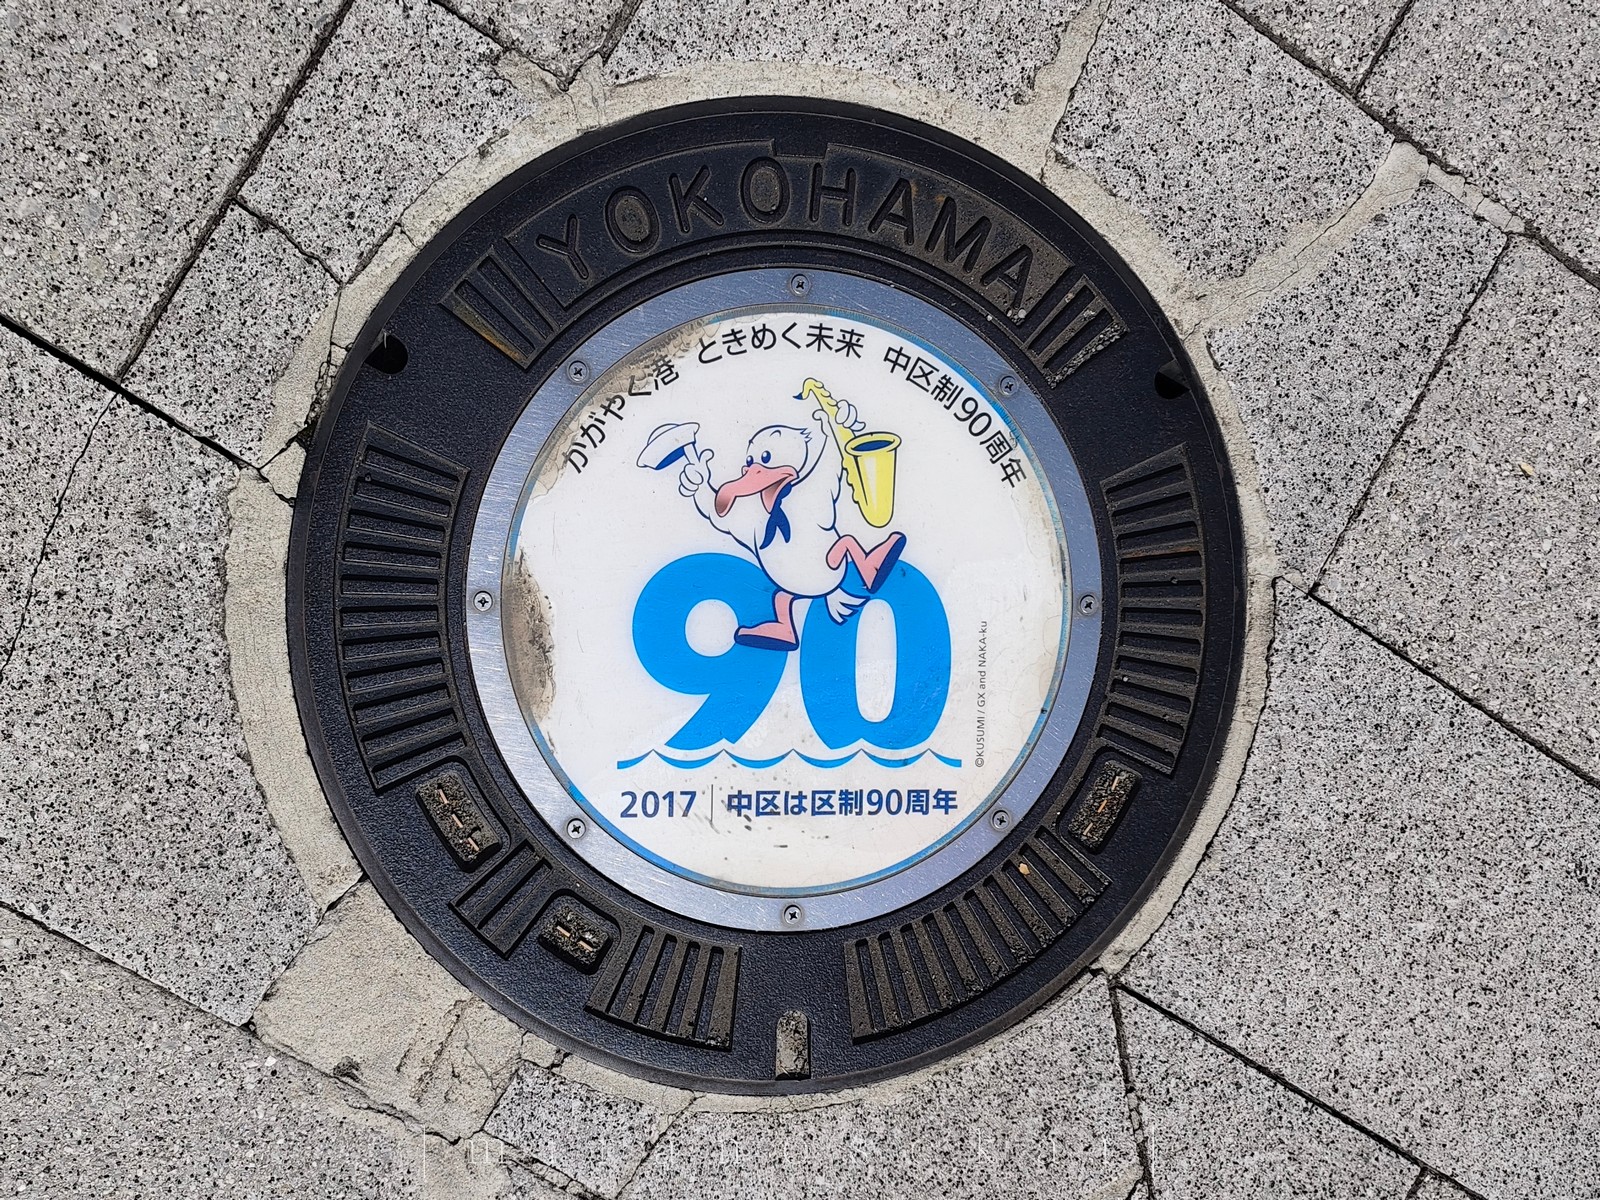 YOKOHAMA
かがやく港 ときめく未来 中区制90周年
90
©KUSUMI / GX and NAKA-ku
2017 | 中区は区制90周年